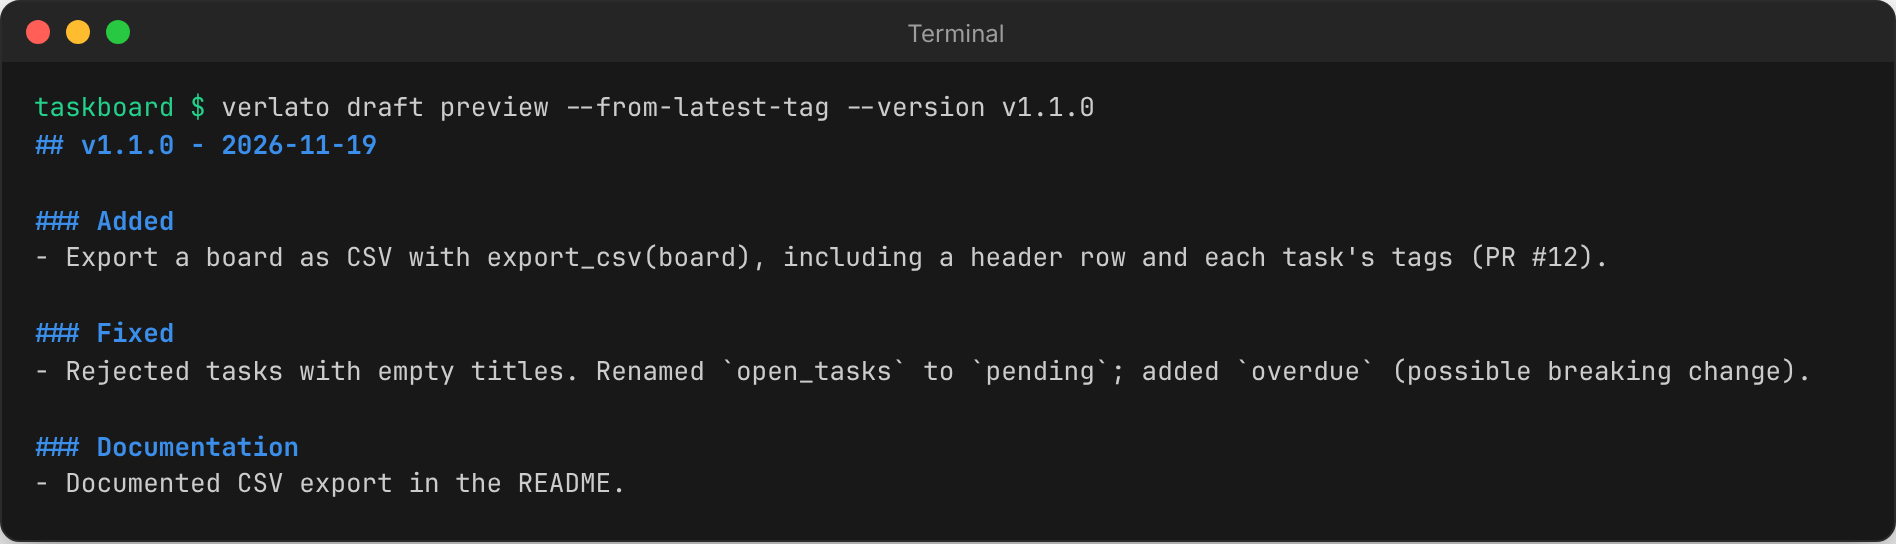 Terminal
taskboard $ verlato draft preview --from-latest-tag --version v1.1.0
## v1.1.0 - 2026-11-19
### Added
- Export a board as CSV with export_csv(board), including a header row and each task's tags (PR #12).
### Fixed
- Rejected tasks with empty titles. Renamed `open_tasks` to `pending`; added `overdue` (possible breaking change).
### Documentation
- Documented CSV export in the README.